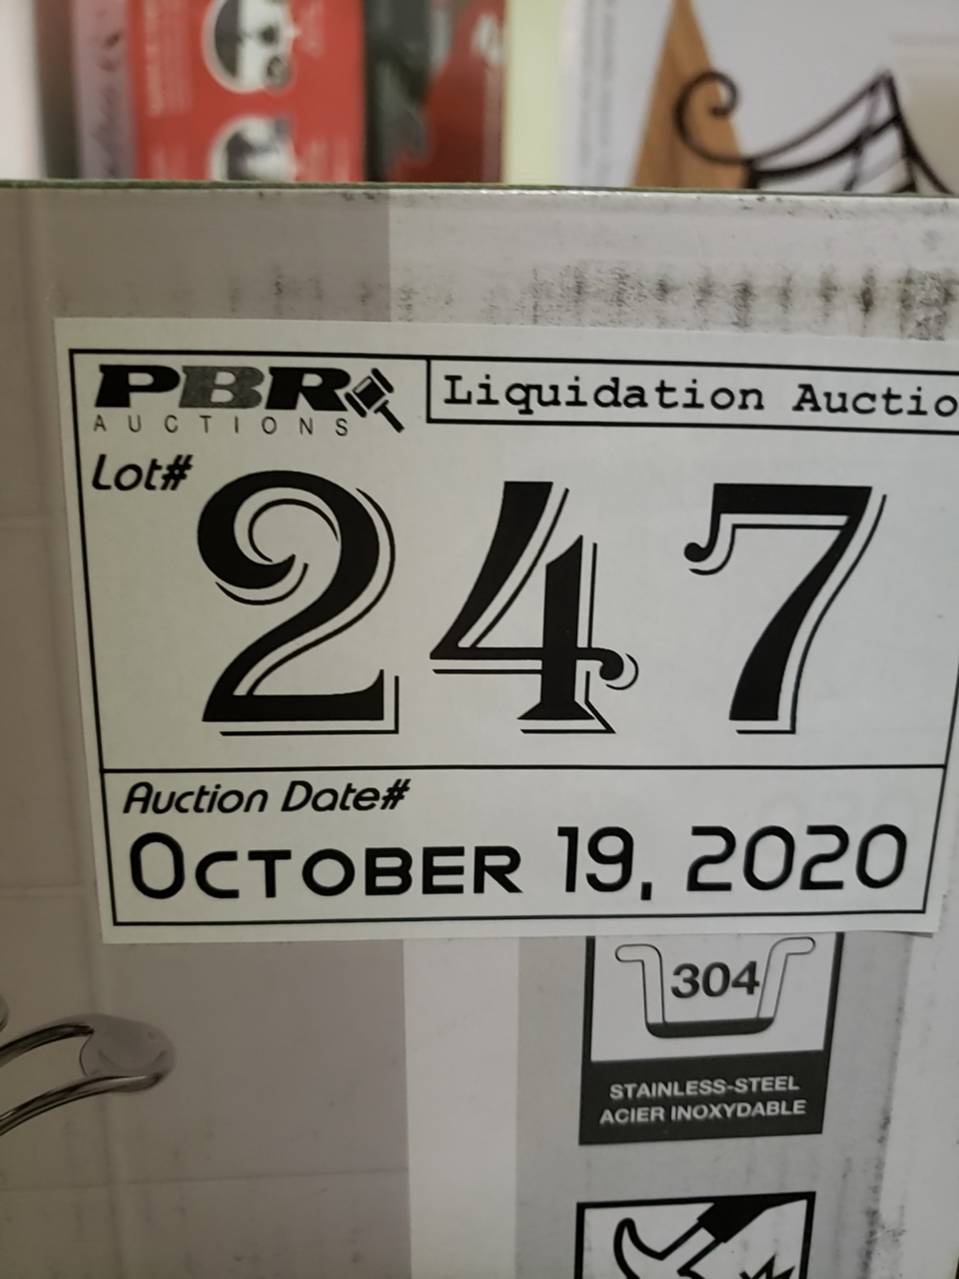 PBR
AUCTIONS
Liquidation Auctio
Lot#
247
Auction Date#
October 19, 2020
304
STAINLESS-STEEL
ACIER INOXYDABLE